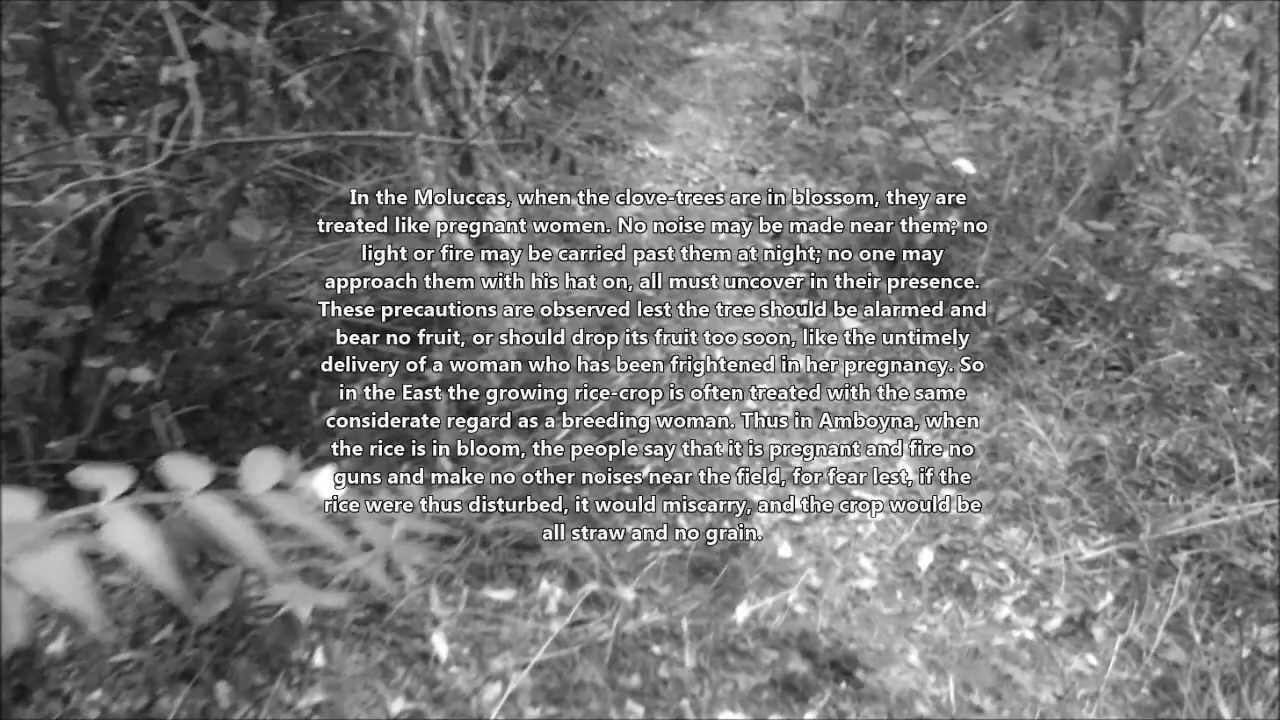 In the Moluccas, when the clove-trees are in blossom, they are
treated like pregnant women. No noise may be made near them; no
light or fire may be carried past them at night; no one may
approach them with his hat on, all must uncover in their presence.
These precautions are observed lest the tree should be alarmed and
bear no fruit, or should drop its fruit too soon, like the untimely
delivery of a woman who has been frightened in her pregnancy. So
in the East the growing rice-crop is often treated with the same
considerate regard as a breeding woman. Thus in Amboyna, when
the rice is in bloom, the people say that it is pregnant and fire no
guns and make no other noises near the field, for fear lest, if the
rice were thus disturbed, it would miscarry, and the crop would be
all straw and no grain.